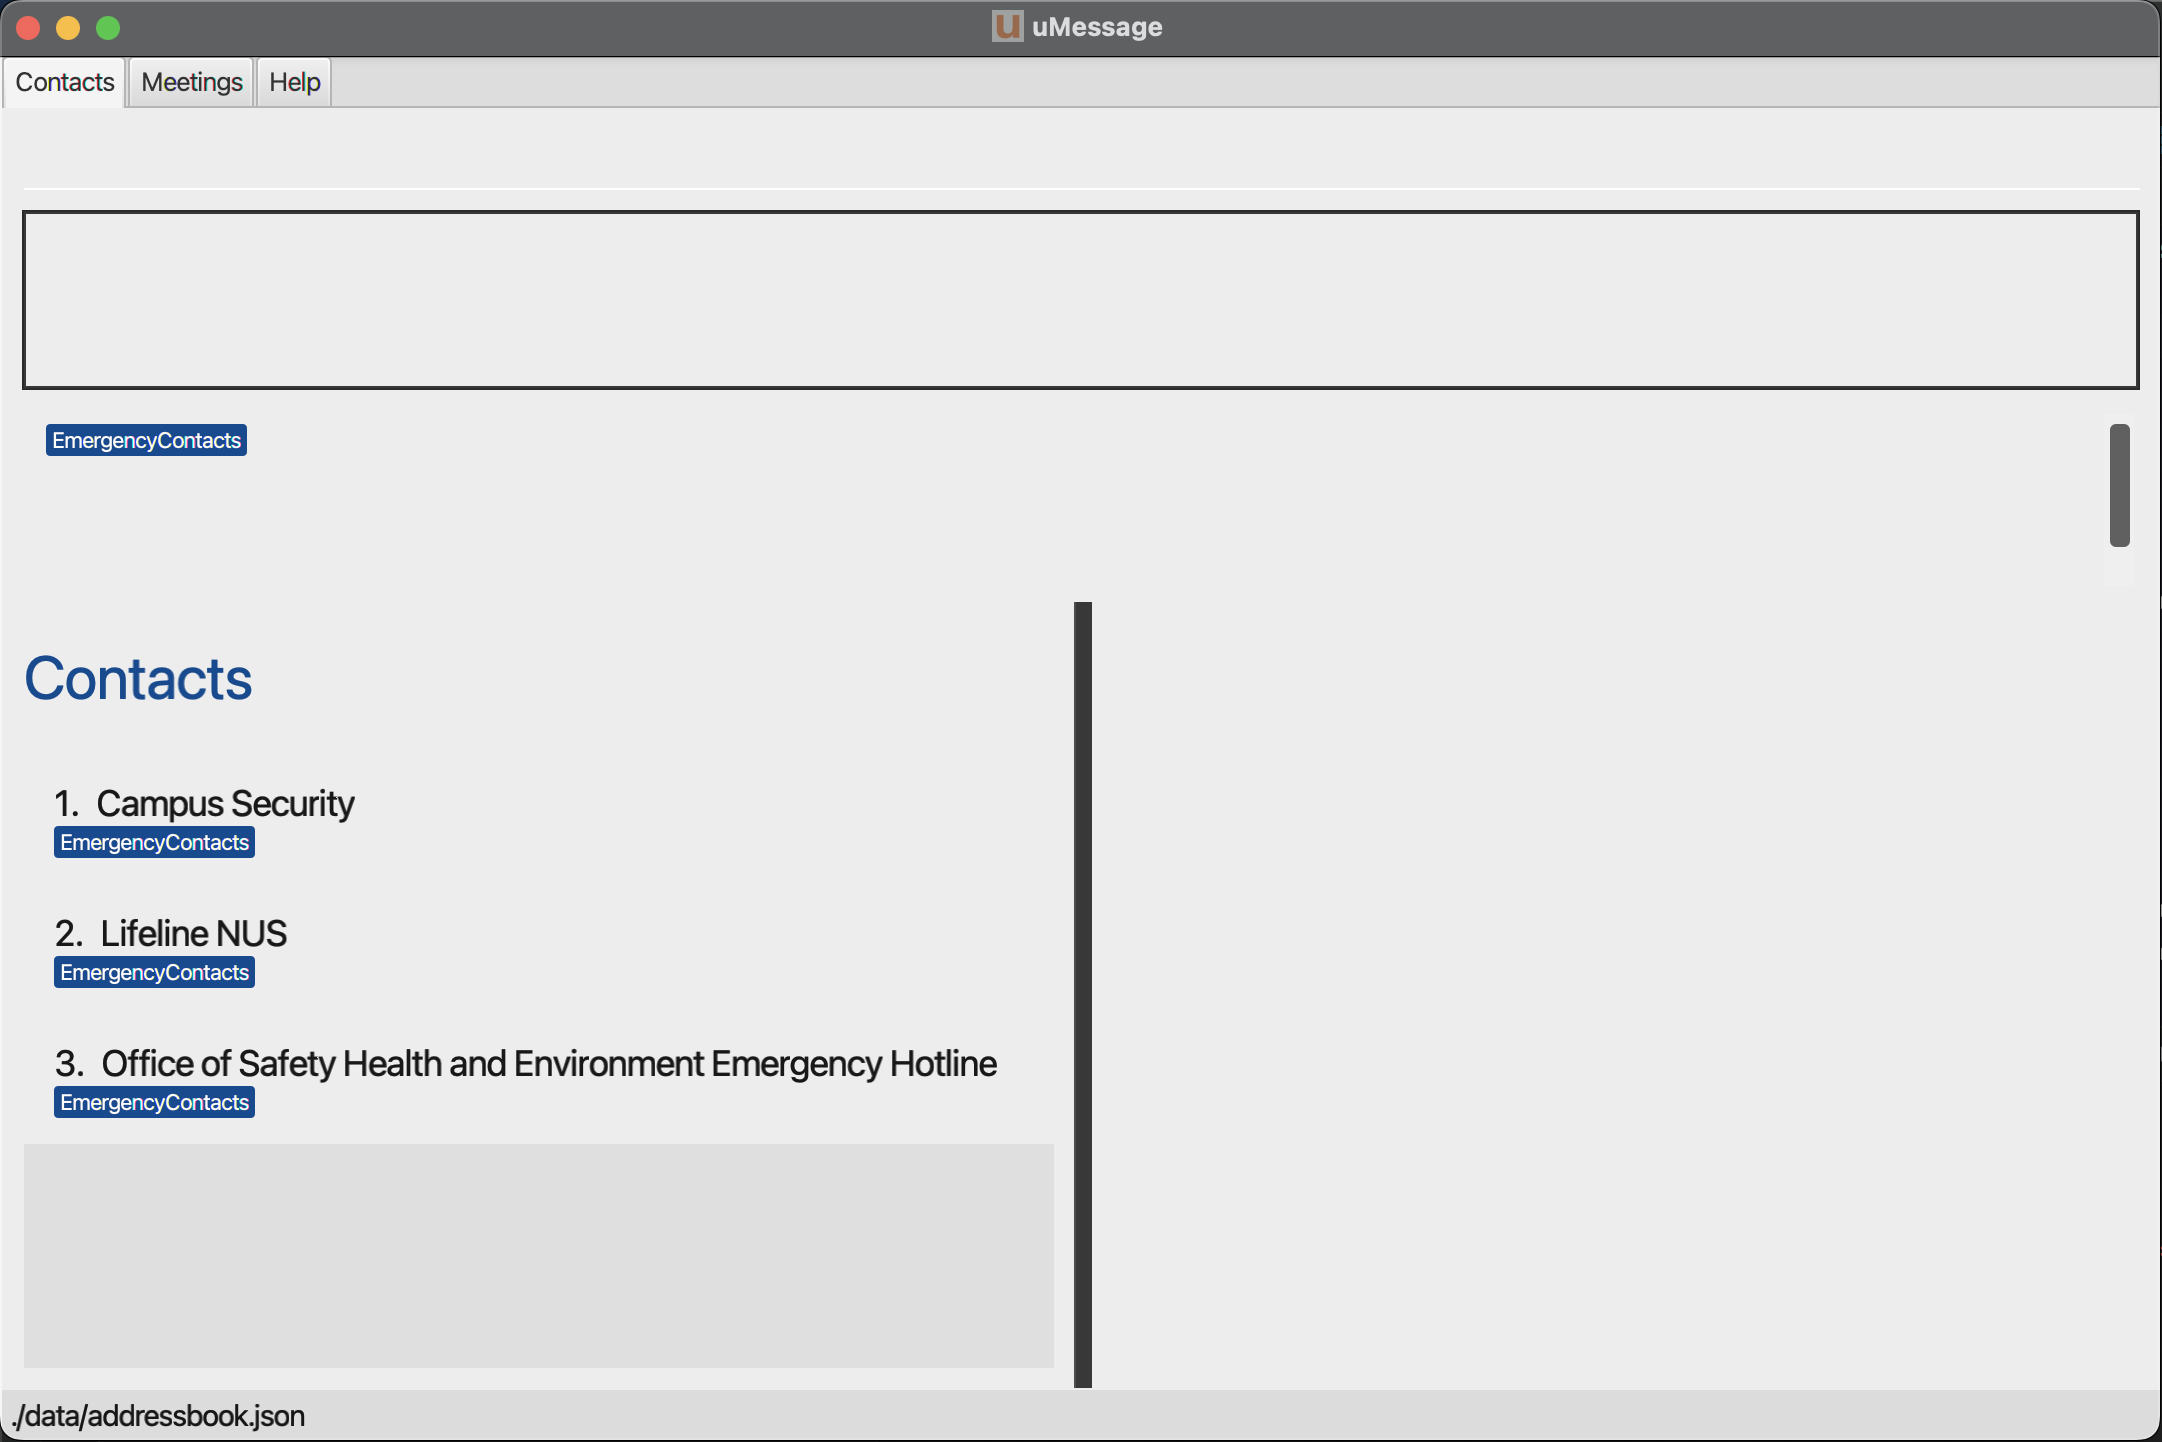 u uMessage
Contacts Meetings Help
EmergencyContacts
Contacts
1. Campus Security
EmergencyContacts
2. Lifeline NUS
EmergencyContacts
3. Office of Safety Health and Environment Emergency Hotline
EmergencyContacts
./data/addressbook.json